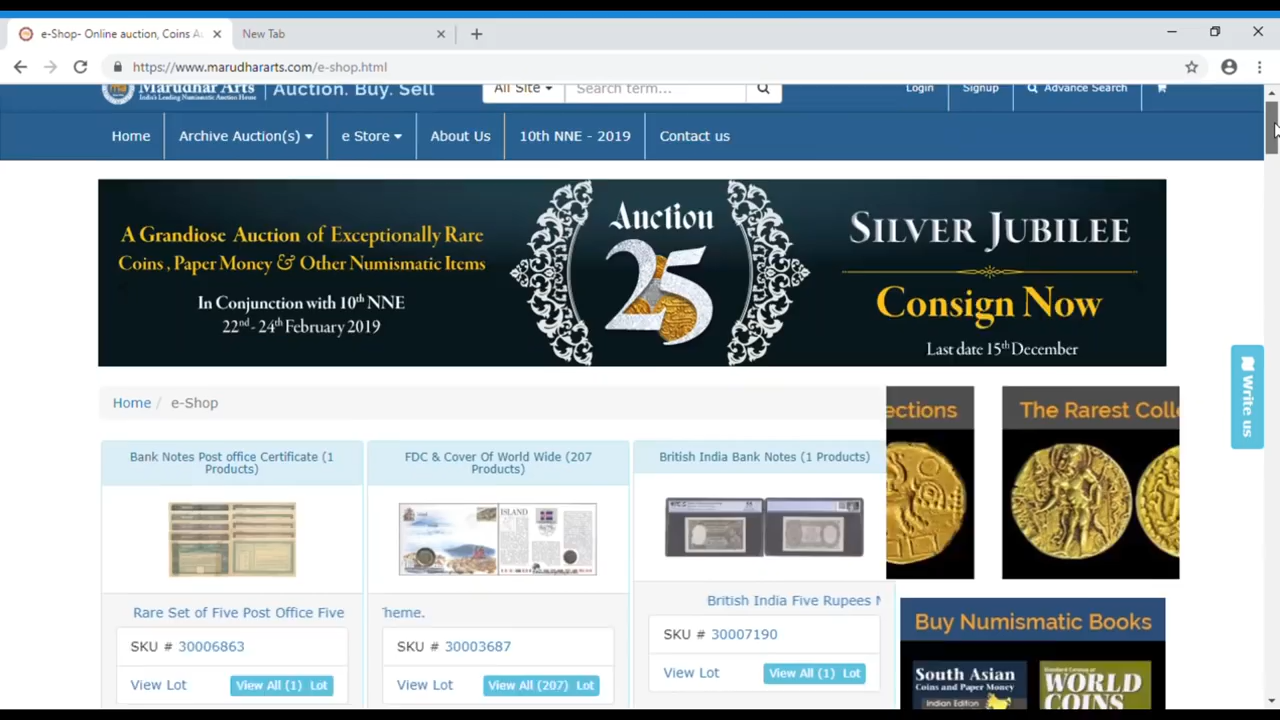 e-Shop- Online auction, Coins Au
New Tab
https://www.marudhararts.com/e-shop.html
Marudhar Arts
India's Leading Numismatic Auction House
Auction. Buy. Sell
All Site
Search term...
Login
Signup
Advance Search
Home
Archive Auction(s)
e Store
About Us
10th NNE - 2019
Contact us
A Grandiose Auction of Exceptionally Rare
Coins, Paper Money & Other Numismatic Items
In Conjunction with 10th NNE
22nd - 24th February 2019
Auction
25
SILVER JUBILEE
Consign Now
Last date 15th December
Write us
Home / e-Shop
ections
The Rarest Colle
Bank Notes Post office Certificate (1
Products)
FDC & Cover Of World Wide (207
Products)
British India Bank Notes (1 Products)
ISLAND
Rare Set of Five Post Office Five
Theme.
British India Five Rupees N
SKU # 30006863
SKU # 30003687
SKU # 30007190
View Lot
View All (1) Lot
View Lot
View All (207) Lot
View Lot
View All (1) Lot
Buy Numismatic Books
South Asian
Coins and Paper Money
Indian Edition
Standard Catalog of
WORLD
COINS